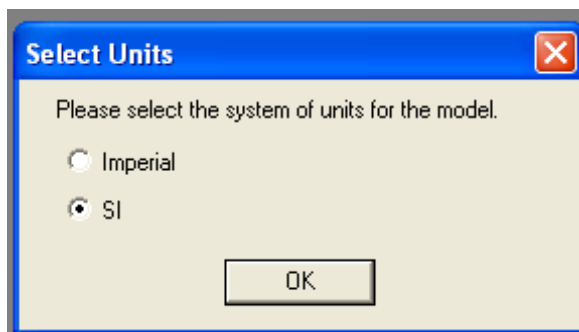 Select Units
Please select the system of units for the model.
Imperial
SI
OK